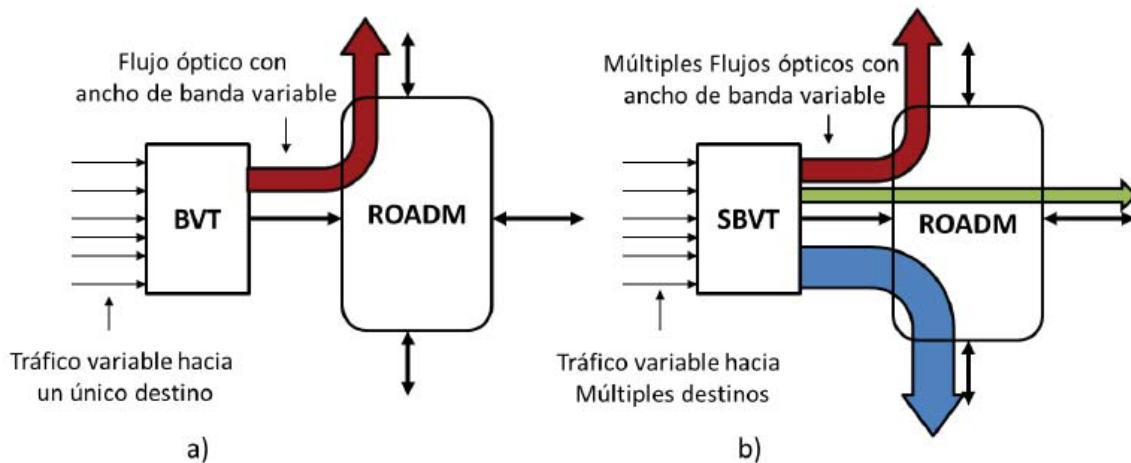 Flujo óptico con
ancho de banda variable
BVT
ROADM
Tráfico variable hacia
un único destino
a)
Múltiples Flujos ópticos con
ancho de banda variable
SBVT
ROADM
Tráfico variable hacia
Múltiples destinos
b)